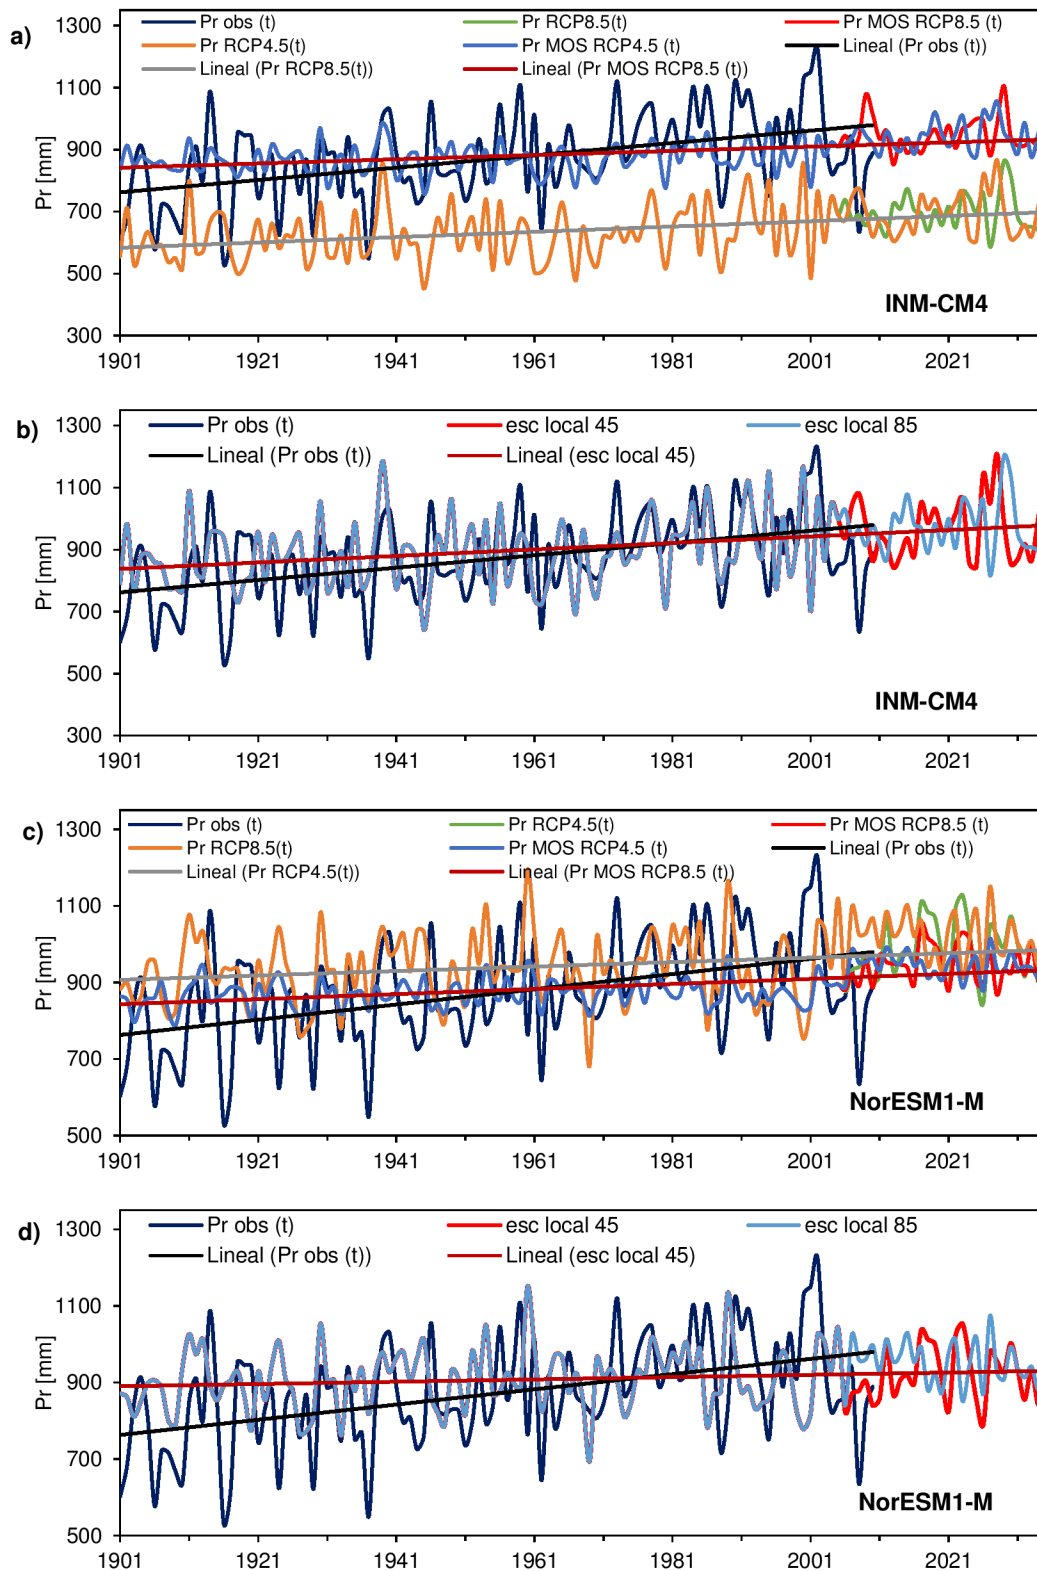 a)
Pr obs (t) Pr RCP8.5(t) Pr MOS RCP8.5 (t)
Pr RCP4.5(t) Pr MOS RCP4.5 (t) Lineal (Pr obs (t))
Lineal (Pr RCP8.5(t)) Lineal (Pr MOS RCP8.5 (t))
1300
1100
900
700
500
300
Pr [mm]
INM-CM4
1901 1921 1941 1961 1981 2001 2021
b)
Pr obs (t) esc local 45 esc local 85
Lineal (Pr obs (t)) Lineal (esc local 45)
1300
1100
900
700
500
300
Pr [mm]
INM-CM4
1901 1921 1941 1961 1981 2001 2021
c)
Pr obs (t) Pr RCP4.5(t) Pr MOS RCP8.5 (t)
Pr RCP8.5(t) Pr MOS RCP4.5 (t) Lineal (Pr obs (t))
Lineal (Pr RCP4.5(t)) Lineal (Pr MOS RCP8.5 (t))
1300
1100
900
700
500
Pr [mm]
NorESM1-M
1901 1921 1941 1961 1981 2001 2021
d)
Pr obs (t) esc local 45 esc local 85
Lineal (Pr obs (t)) Lineal (esc local 45)
1300
1100
900
700
500
Pr [mm]
NorESM1-M
1901 1921 1941 1961 1981 2001 2021